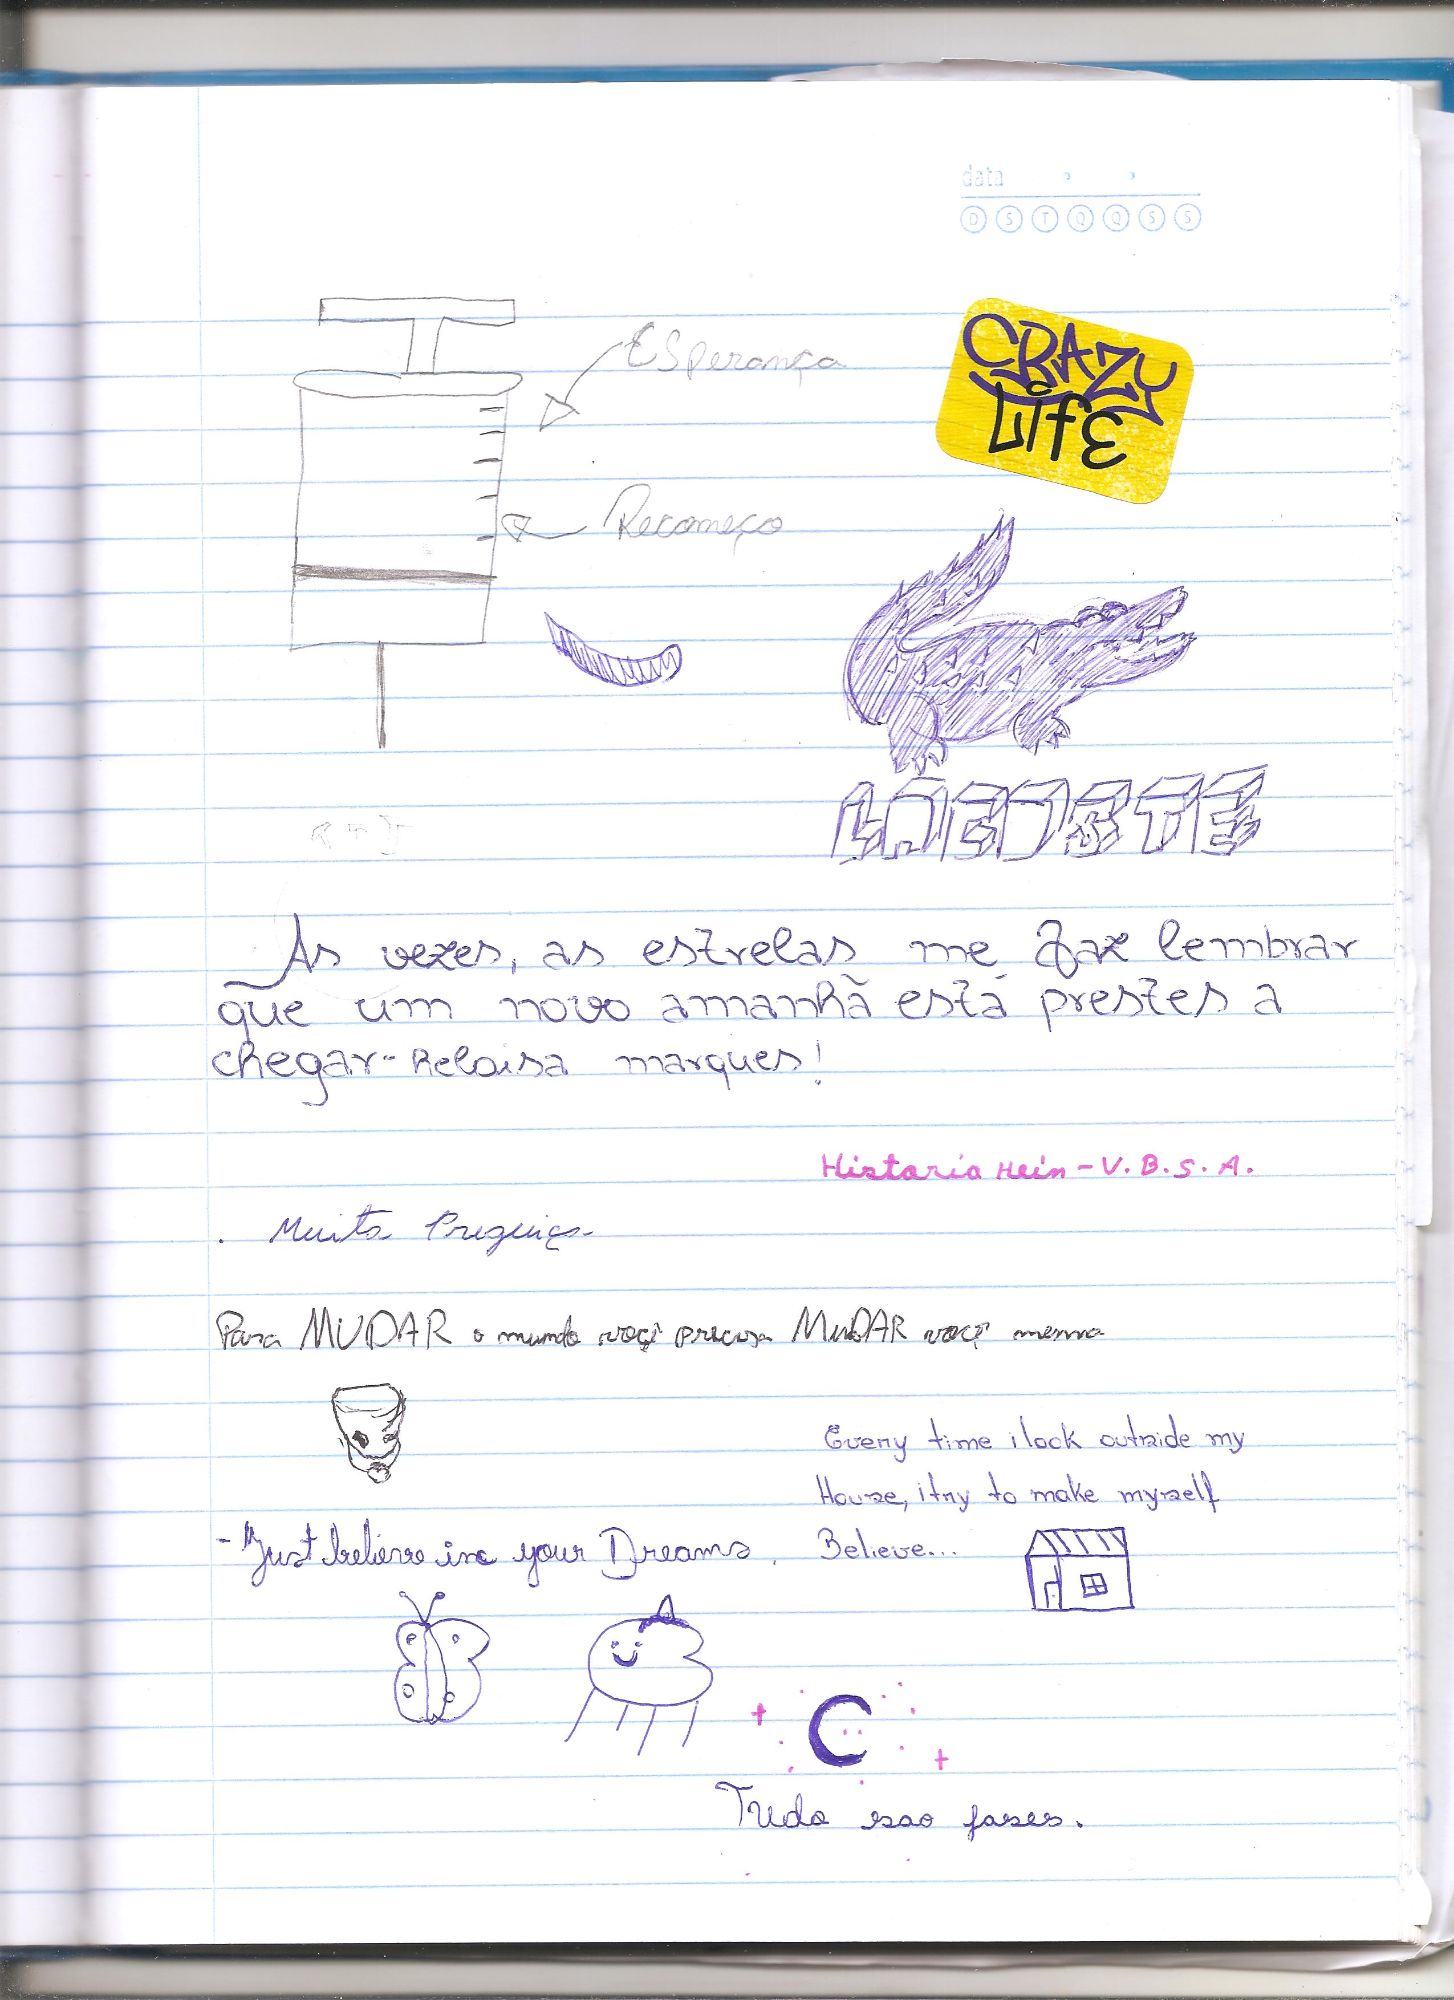 data
D S T Q Q S S
Esperança
CRAZY
LifE
Recomeço
As vezes, as estrelas me faz lembrar
que um novo amanhã está prestes a
chegar-Heloisa marques!
Historia Hein - V.B.S.A.
. Muita Preguiça
Para MUDAR o mundo você precisa MUDAR você mesma
Every time i look outside my
House, i try to make myself
Believe...
- Just believe in your Dreams.
Tudo sao fases.